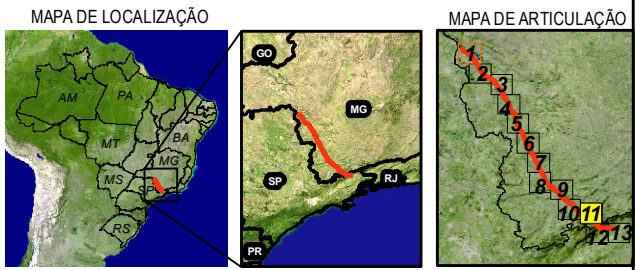 MAPA DE LOCALIZAÇÃO
AM
PA
MT
BA
MG
MS
SP
RS
GO
MG
SP
RJ
PR
MAPA DE ARTICULAÇÃO
1
2
3
4
5
6
7
8
9
10
11
12
13